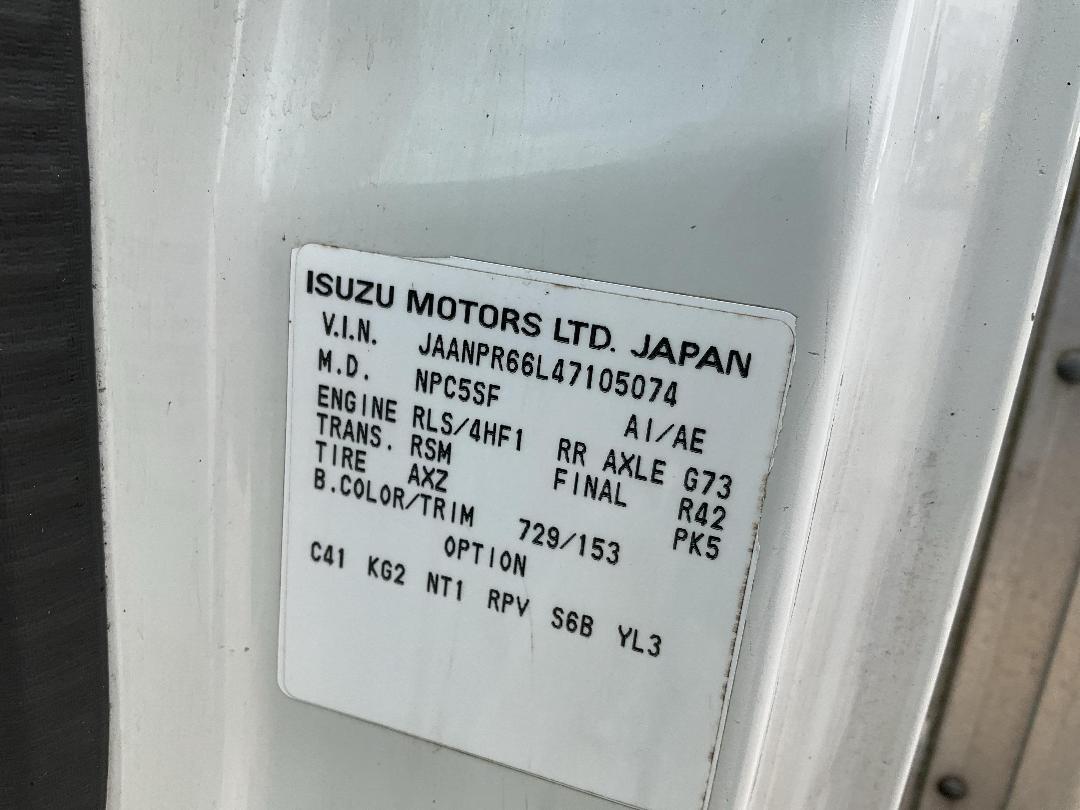 ISUZU MOTORS LTD. JAPAN
V.I.N. JAANPR66L47105074
M.D. NPC5SF AI/AE
ENGINE RLS/4HF1 RR AXLE G73
TRANS. RSM FINAL R42
TIRE AXZ PK5
B.COLOR/TRIM 729/153
OPTION
C41 KG2 NT1 RPV S6B YL3